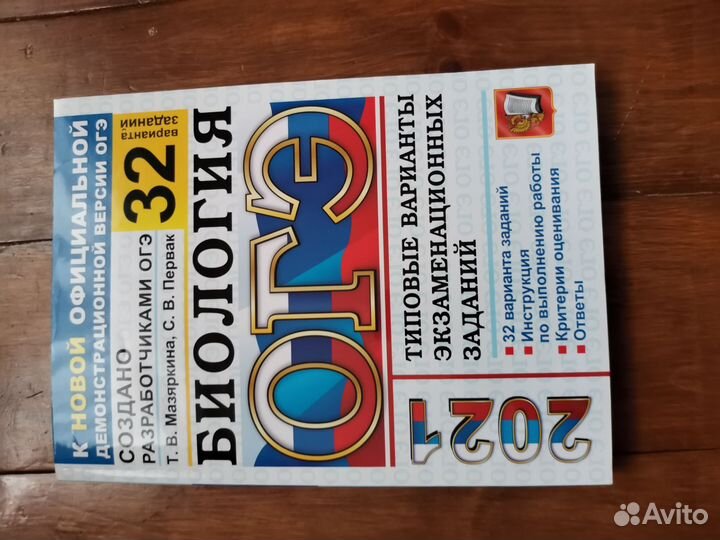 К НОВОЙ ОФИЦИАЛЬНОЙ
ДЕМОНСТРАЦИОННОЙ ВЕРСИИ ОГЭ
СОЗДАНО
РАЗРАБОТЧИКАМИ ОГЭ
32
варианта
заданий
Т. В. Мазяркина, С. В. Первак
БИОЛОГИЯ
ОГЭ
2021
ТИПОВЫЕ ВАРИАНТЫ
ЭКЗАМЕНАЦИОННЫХ
ЗАДАНИЙ
32 варианта заданий
Инструкция
по выполнению работы
Критерии оценивания
Ответы
Avito